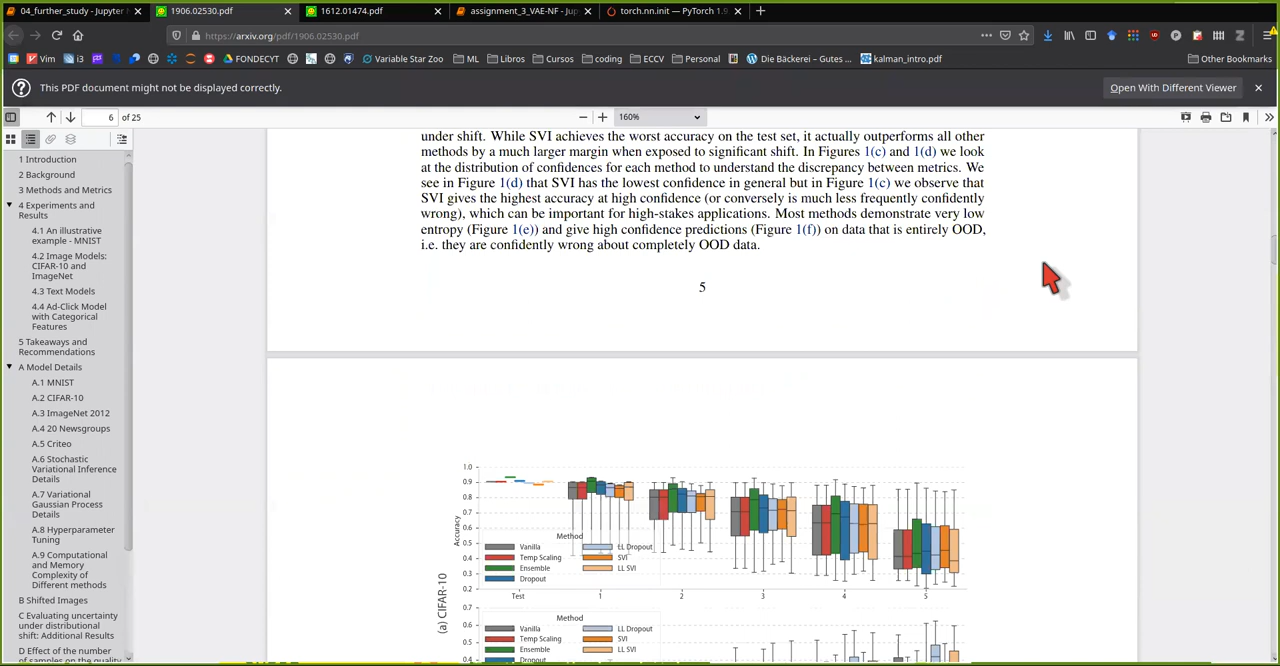 04_further_study - Jupyter N
1906.02530.pdf
1612.01474.pdf
assignment_3_VAE-NF - Jup
torch.nn.init — PyTorch 1.9
https://arxiv.org/pdf/1906.02530.pdf
Vim
i3
FONDECYT
Variable Star Zoo
ML
Libros
Cursos
coding
ECCV
Personal
Die Bäckerei – Gutes ...
kalman_intro.pdf
Other Bookmarks
This PDF document might not be displayed correctly.
Open With Different Viewer
6 of 25
160%
1 Introduction
2 Background
3 Methods and Metrics
4 Experiments and
Results
4.1 An illustrative
example - MNIST
4.2 Image Models:
CIFAR-10 and
ImageNet
4.3 Text Models
4.4 Ad-Click Model
with Categorical
Features
5 Takeaways and
Recommendations
A Model Details
A.1 MNIST
A.2 CIFAR-10
A.3 ImageNet 2012
A.4 20 Newsgroups
A.5 Criteo
A.6 Stochastic
Variational Inference
Details
A.7 Variational
Gaussian Process
Details
A.8 Hyperparameter
Tuning
A.9 Computational
and Memory
Complexity of
Different methods
B Shifted Images
C Evaluating uncertainty
under distributional
shift: Additional Results
D Effect of the number
of samples on the quality
under shift. While SVI achieves the worst accuracy on the test set, it actually outperforms all other
methods by a much larger margin when exposed to significant shift. In Figures 1(c) and 1(d) we look
at the distribution of confidences for each method to understand the discrepancy between metrics. We
see in Figure 1(d) that SVI has the lowest confidence in general but in Figure 1(c) we observe that
SVI gives the highest accuracy at high confidence (or conversely is much less frequently confidently
wrong), which can be important for high-stakes applications. Most methods demonstrate very low
entropy (Figure 1(e)) and give high confidence predictions (Figure 1(f)) on data that is entirely OOD,
i.e. they are confidently wrong about completely OOD data.
5
(a) CIFAR-10
Accuracy
1.0
0.9
0.8
0.7
0.6
0.5
0.4
0.3
0.2
Method
Vanilla
Temp Scaling
Ensemble
Dropout
LL Dropout
SVI
LL SVI
Test
1
2
3
4
5
0.7
0.6
0.5
0.4
Method
Vanilla
Temp Scaling
Ensemble
Dropout
LL Dropout
SVI
LL SVI